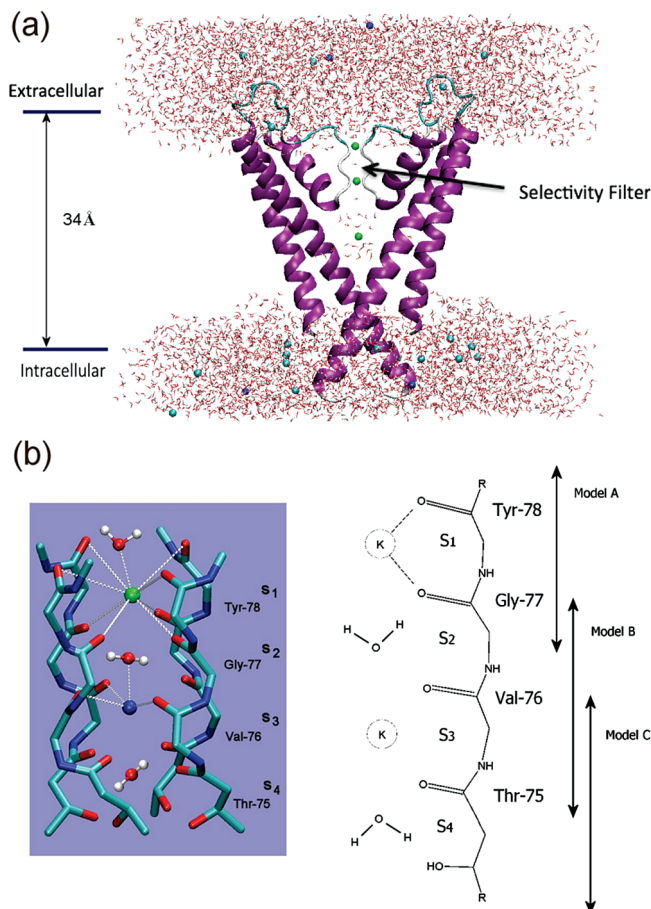 (a)
Extracellular
34Å
Selectivity Filter
Intracellular
(b)
S1
Tyr-78
S2
Gly-77
S3
Val-76
S4
Thr-75
R
O
Tyr-78
Model A
K
S1
NH
O
Gly-77
H
H
O
S2
Model B
NH
O
Val-76
K
S3
Model C
NH
O
Thr-75
O
H
H
S4
HO
R